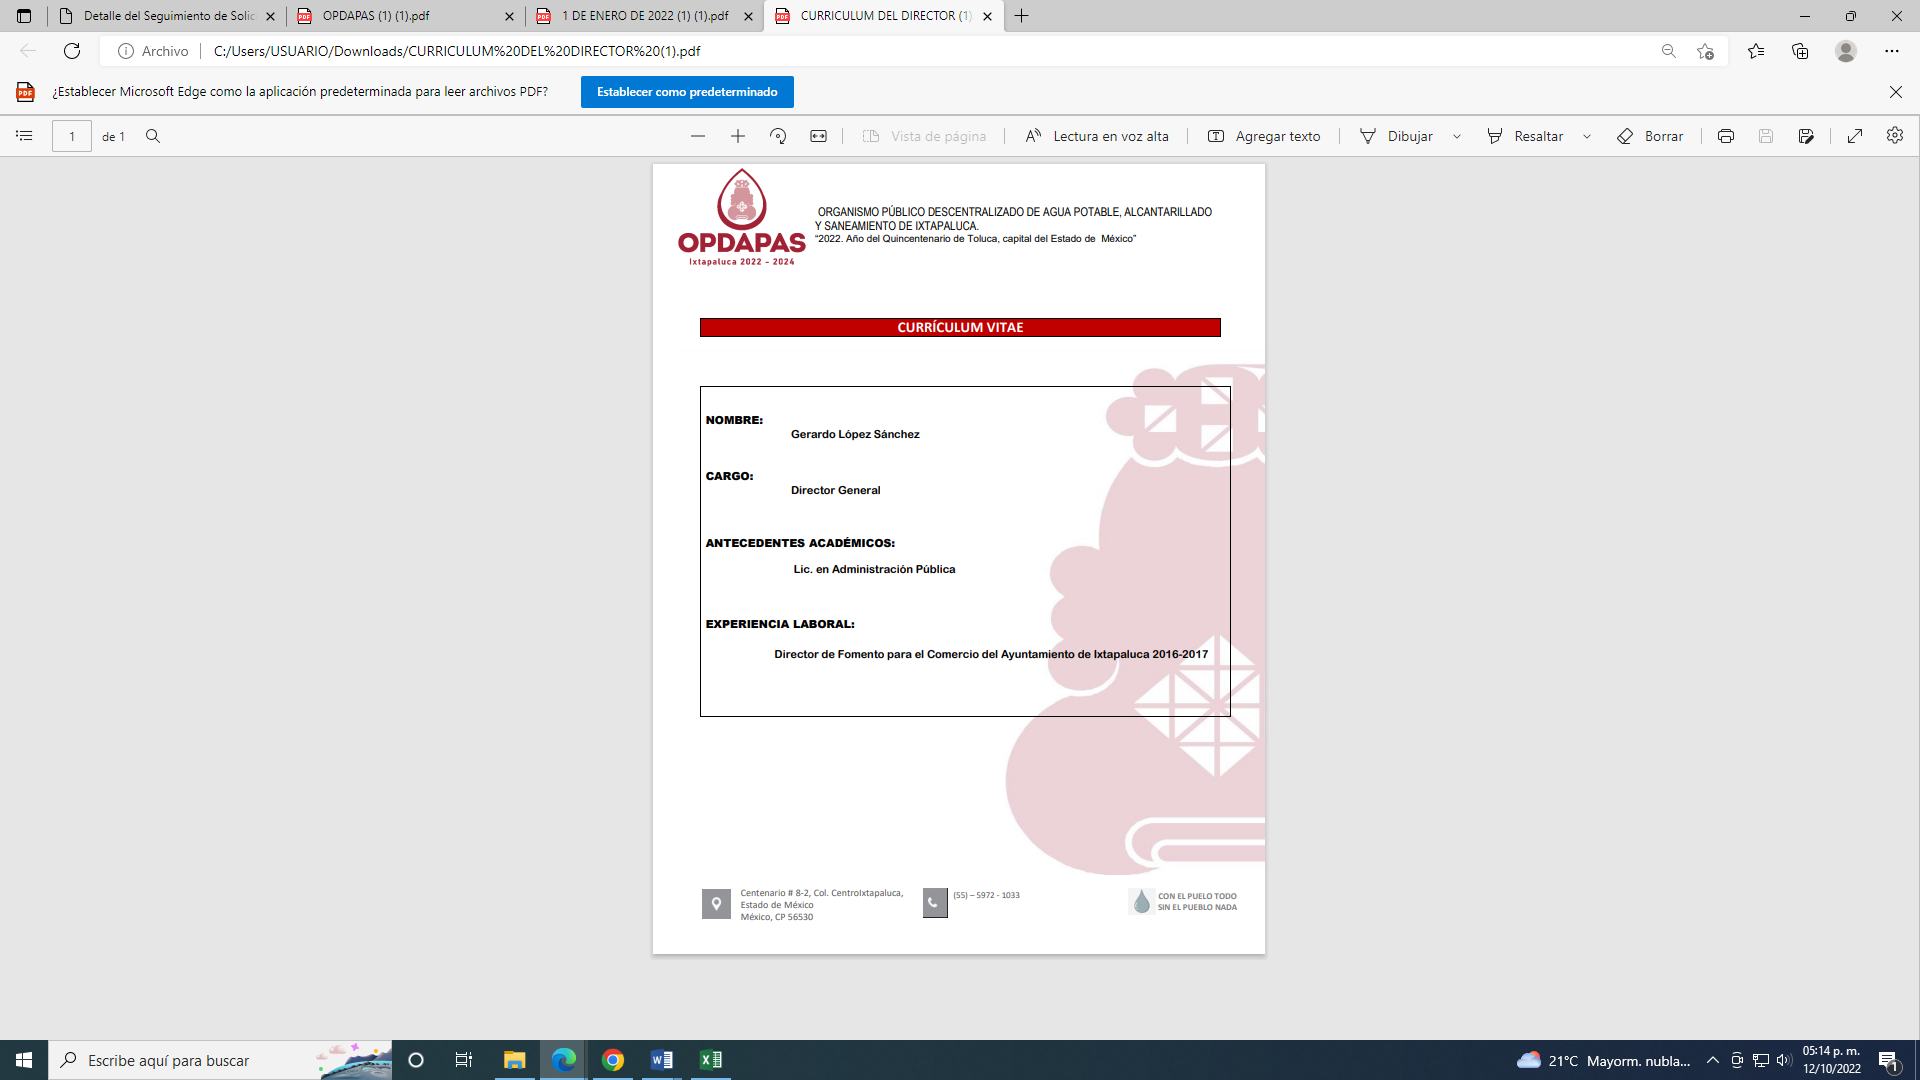 Detalle del Seguimiento de Solic
OPDAPAS (1) (1).pdf
1 DE ENERO DE 2022 (1) (1).pdf
CURRICULUM DEL DIRECTOR (1)
Archivo
C:/Users/USUARIO/Downloads/CURRICULUM%20DEL%20DIRECTOR%20(1).pdf
¿Establecer Microsoft Edge como la aplicación predeterminada para leer archivos PDF?
Establecer como predeterminado
1 de 1
Vista de página
Lectura en voz alta
Agregar texto
Dibujar
Resaltar
Borrar
OPDAPAS
Ixtapaluca 2022 - 2024
ORGANISMO PÚBLICO DESCENTRALIZADO DE AGUA POTABLE, ALCANTARILLADO
Y SANEAMIENTO DE IXTAPALUCA.
“2022. Año del Quincentenario de Toluca, capital del Estado de México”
CURRÍCULUM VITAE
NOMBRE:
Gerardo López Sánchez
CARGO:
Director General
ANTECEDENTES ACADÉMICOS:
Lic. en Administración Pública
EXPERIENCIA LABORAL:
Director de Fomento para el Comercio del Ayuntamiento de Ixtapaluca 2016-2017
Centenario # 8-2, Col. CentroIxtapaluca,
Estado de México
México, CP 56530
(55) – 5972 - 1033
CON EL PUELO TODO
SIN EL PUEBLO NADA
Escribe aquí para buscar
21°C Mayorm. nubla...
05:14 p. m.
12/10/2022
1